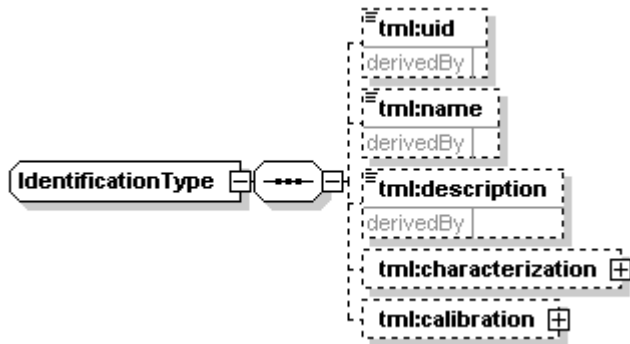 tml:uid
derivedBy
tml:name
derivedBy
IdentificationType
tml:description
derivedBy
tml:characterization
tml:calibration